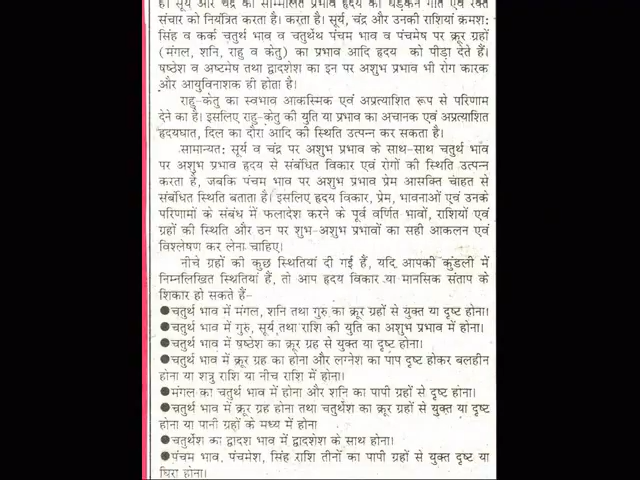 है। सूर्य और चंद्र का सम्मिलित प्रभाव हृदय की धड़कन गति एवं रक्त
संचार को नियंत्रित करता है। करता है। सूर्य, चंद्र और उनकी राशियां क्रमश:
सिंह व कर्क चतुर्थ भाव व चतुर्थेथ पंचम भाव व पंचमेष पर क्रूर ग्रहों
(मंगल, शनि, राहु व केतु) का प्रभाव आदि हृदय को पीड़ा देते हैं।
षष्ठेश व अष्टमेष तथा द्वादशेश का इन पर अशुभ प्रभाव भी रोग कारक
और आयुविनाशक ही होता है।
राहु-केतु का स्वभाव आकस्मिक एवं अप्रत्याशित रूप से परिणाम
देने का है। इसलिए राहु-केतु की युति या प्रभाव का अचानक एवं अप्रत्याशित
हृदयघात, दिल का दौरा आदि की स्थिति उत्पन्न कर सकता है।
सामान्यत: सूर्य व चंद्र पर अशुभ प्रभाव के साथ-साथ चतुर्थ भाव
पर अशुभ प्रभाव हृदय से संबंधित विकार एवं रोगों की स्थिति उत्पन्न
करता है, जबकि पंचम भाव पर अशुभ प्रभाव प्रेम आसक्ति चाहत से
संबंधित स्थिति बताता है। इसलिए हृदय विकार, प्रेम, भावनाओं एवं उनके
परिणामों के संबंध में फलादेश करने के पूर्व वर्णित भावों, राशियों एवं
ग्रहों की स्थिति और उन पर शुभ-अशुभ प्रभावों का सही आकलन एवं
विश्लेषण कर लेना चाहिए।
नीचे ग्रहों की कुछ स्थितियां दी गई हैं, यदि आपकी कुंडली में
निम्नलिखित स्थितियां हैं, तो आप हृदय विकार या मानसिक संताप के
शिकार हो सकते हैं-
●चतुर्थ भाव में मंगल, शनि तथा गुरु का क्रूर ग्रहों से युक्त या दृष्ट होना।
●चतुर्थ भाव में गुरु, सूर्य तथा राशि की युति का अशुभ प्रभाव में होना।
●चतुर्थ भाव में षष्ठेश का क्रूर ग्रह से युक्त या दृष्ट होना।
●चतुर्थ भाव में क्रूर ग्रह का होना और लग्नेश का पाप दृष्ट होकर बलहीन
होना या शत्रु राशि या नीच राशि में होना।
●मंगल का चतुर्थ भाव में होना और शनि का पापी ग्रहों से दृष्ट होना।
●चतुर्थ भाव में क्रूर ग्रह होना तथा चतुर्थेश का क्रूर ग्रहों से युक्त या दृष्ट
होना या पानी ग्रहों के मध्य में होना
●चतुर्थेश का द्वादश भाव में द्वादशेश के साथ होना।
●पंचम भाव, पंचमेश, सिंह राशि तीनों का पापी ग्रहों से युक्त दृष्ट या
घिरा होना।